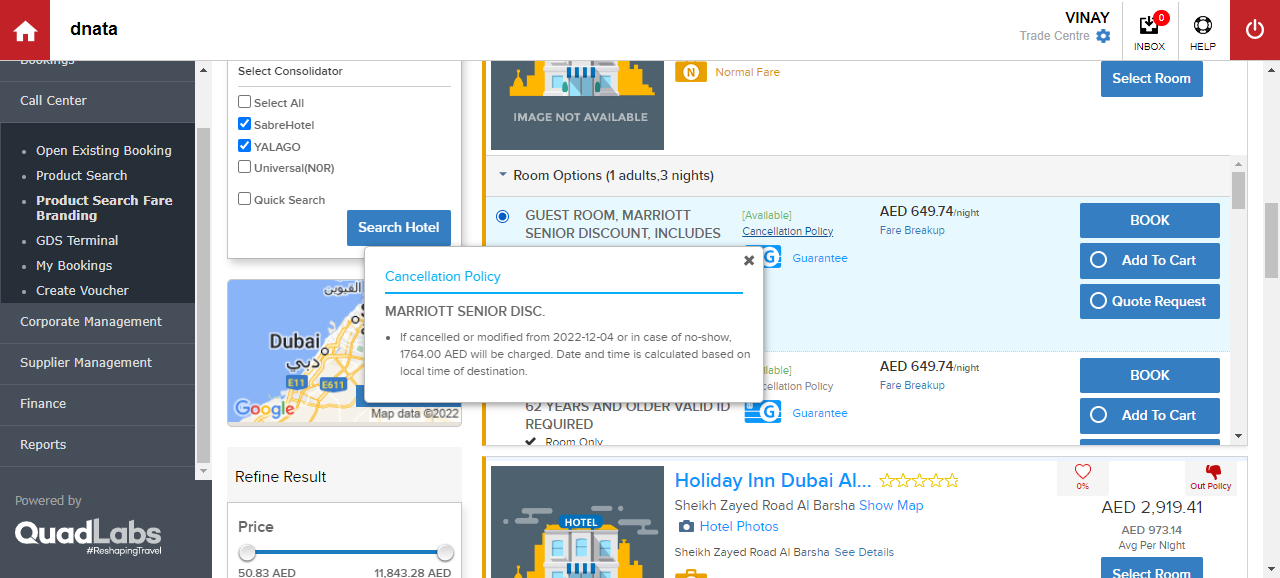 dnata
VINAY
Trade Centre
0
INBOX
HELP
Bookings
Call Center
Open Existing Booking
Product Search
Product Search Fare
Branding
GDS Terminal
My Bookings
Create Voucher
Corporate Management
Supplier Management
Finance
Reports
Powered by
QuadLabs
#ReshapingTravel
Select Consolidator
Select All
SabreHotel
YALAGO
Universal(N0R)
Quick Search
Search Hotel
القيوين
Dubai
دبي
E11
E611
Google
Map data ©2022
Refine Result
Price
50.83 AED
11,843.28 AED
IMAGE NOT AVAILABLE
N
Normal Fare
Select Room
Room Options (1 adults,3 nights)
GUEST ROOM, MARRIOTT
SENIOR DISCOUNT, INCLUDES
[Available]
Cancellation Policy
G
Guarantee
AED 649.74/night
Fare Breakup
BOOK
Add To Cart
Quote Request
Cancellation Policy
MARRIOTT SENIOR DISC.
If cancelled or modified from 2022-12-04 or in case of no-show,
1764.00 AED will be charged. Date and time is calculated based on
local time of destination.
62 YEARS AND OLDER VALID ID
REQUIRED
Room Only
ilable]
cellation Policy
G
Guarantee
AED 649.74/night
Fare Breakup
BOOK
Add To Cart
HOTEL
Holiday Inn Dubai Al...
Sheikh Zayed Road Al Barsha Show Map
Hotel Photos
Sheikh Zayed Road Al Barsha See Details
0%
Out Policy
AED 2,919.41
AED 973.14
Avg Per Night
Select Room